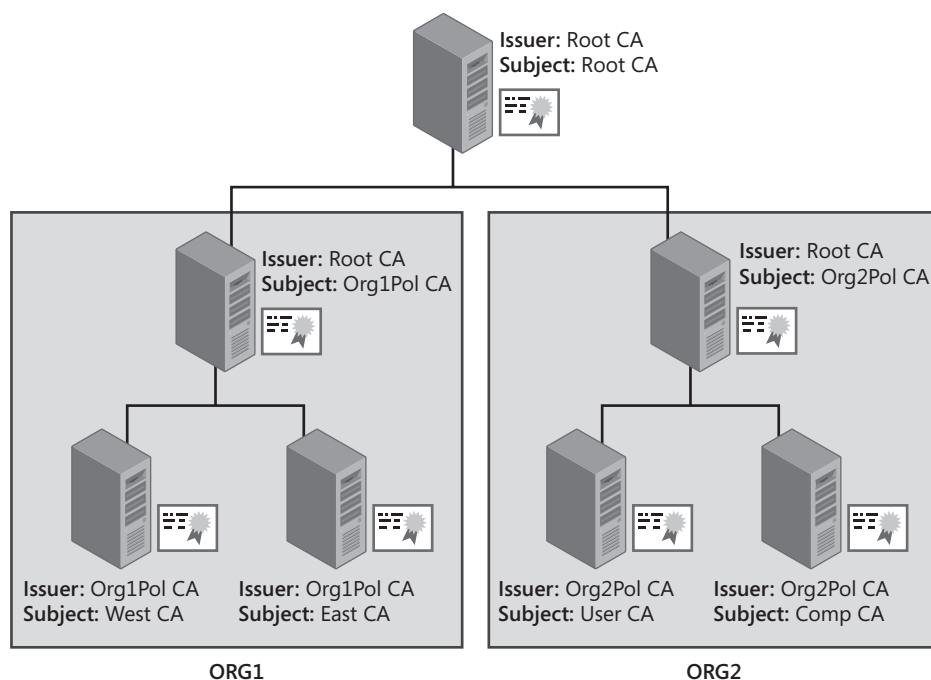 Issuer: Root CA
Subject: Root CA
Issuer: Root CA
Subject: Org1Pol CA
Issuer: Root CA
Subject: Org2Pol CA
Issuer: Org1Pol CA
Subject: West CA
Issuer: Org1Pol CA
Subject: East CA
Issuer: Org2Pol CA
Subject: User CA
Issuer: Org2Pol CA
Subject: Comp CA
ORG1
ORG2